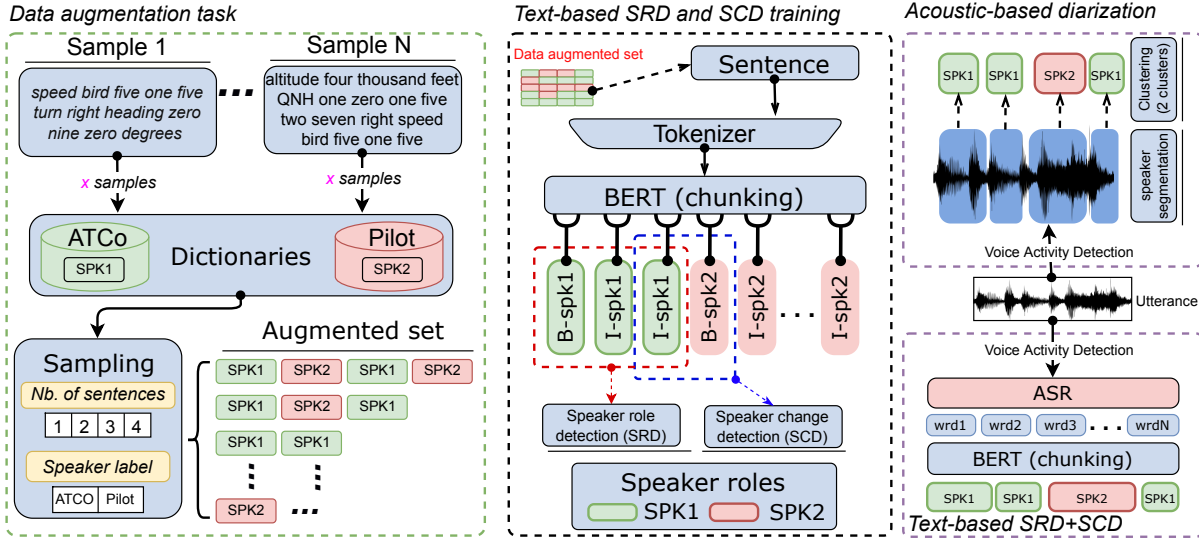 Data augmentation task
Sample 1
speed bird five one five
turn right heading zero
nine zero degrees
Sample N
altitude four thousand feet
QNH one zero one five
two seven right speed
bird five one five
x samples
x samples
ATCo
SPK1
Dictionaries
Pilot
SPK2
Sampling
Nb. of sentences
1 2 3 4
Speaker label
ATCO Pilot
Augmented set
SPK1 SPK2 SPK1 SPK2
SPK1 SPK2 SPK1
SPK1 SPK1
SPK2
Text-based SRD and SCD training
Data augmented set
Sentence
Tokenizer
BERT (chunking)
B-spk1
I-spk1
I-spk1
B-spk2
I-spk2
I-spk2
Speaker role
detection (SRD)
Speaker change
detection (SCD)
Speaker roles
SPK1 SPK2
Acoustic-based diarization
SPK1 SPK1 SPK2 SPK1
Clustering
(2 clusters)
speaker
segmentation
Voice Activity Detection
Utterance
Voice Activity Detection
ASR
wrd1 wrd2 wrd3 wrdN
BERT (chunking)
SPK1 SPK1 SPK2 SPK1
Text-based SRD+SCD